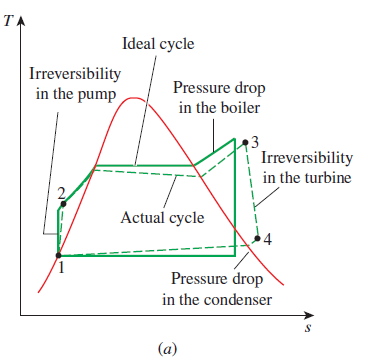 T
Ideal cycle
Irreversibility
in the pump
Pressure drop
in the boiler
3
Irreversibility
in the turbine
2
Actual cycle
4
1
Pressure drop
in the condenser
s
(a)